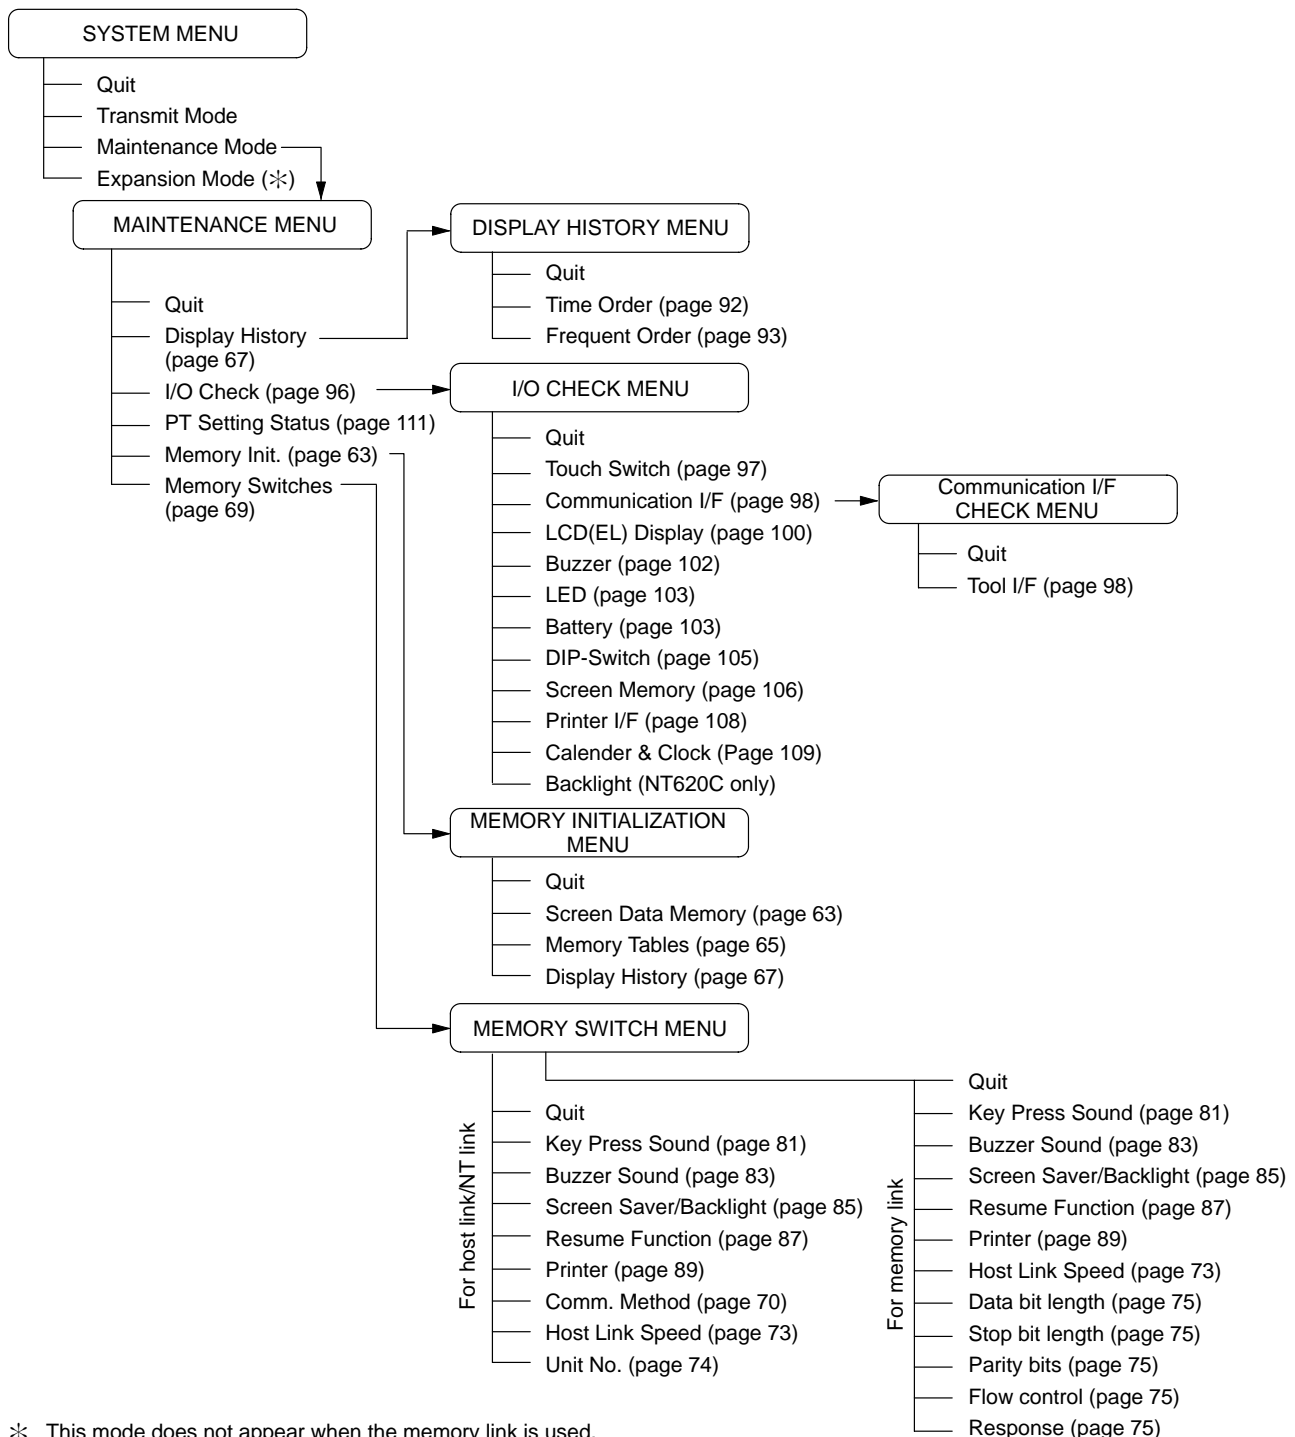 SYSTEM MENU
Quit
Transmit Mode
Maintenance Mode
Expansion Mode (✳)
MAINTENANCE MENU
Quit
Display History
(page 67)
I/O Check (page 96)
PT Setting Status (page 111)
Memory Init. (page 63)
Memory Switches
(page 69)
DISPLAY HISTORY MENU
Quit
Time Order (page 92)
Frequent Order (page 93)
I/O CHECK MENU
Quit
Touch Switch (page 97)
Communication I/F (page 98)
LCD(EL) Display (page 100)
Buzzer (page 102)
LED (page 103)
Battery (page 103)
DIP-Switch (page 105)
Screen Memory (page 106)
Printer I/F (page 108)
Calender & Clock (Page 109)
Backlight (NT620C only)
Communication I/F
CHECK MENU
Quit
Tool I/F (page 98)
MEMORY INITIALIZATION
MENU
Quit
Screen Data Memory (page 63)
Memory Tables (page 65)
Display History (page 67)
MEMORY SWITCH MENU
For host link/NT link
Quit
Key Press Sound (page 81)
Buzzer Sound (page 83)
Screen Saver/Backlight (page 85)
Resume Function (page 87)
Printer (page 89)
Comm. Method (page 70)
Host Link Speed (page 73)
Unit No. (page 74)
For memory link
Quit
Key Press Sound (page 81)
Buzzer Sound (page 83)
Screen Saver/Backlight (page 85)
Resume Function (page 87)
Printer (page 89)
Host Link Speed (page 73)
Data bit length (page 75)
Stop bit length (page 75)
Parity bits (page 75)
Flow control (page 75)
Response (page 75)
✳ This mode does not appear when the memory link is used.